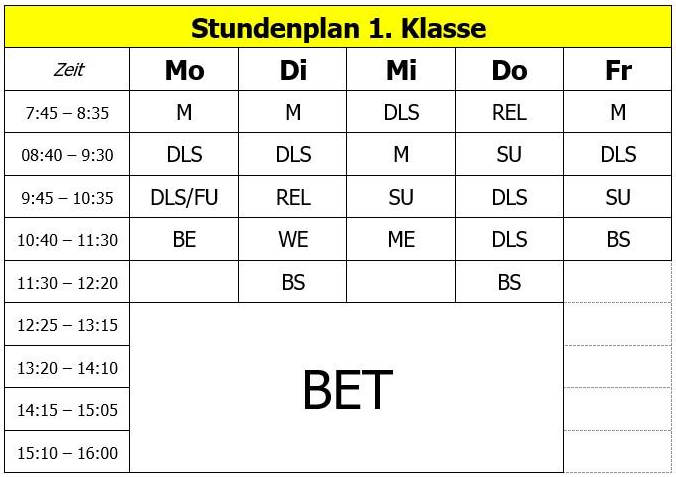 Stundenplan 1. Klasse
Zeit Mo Di Mi Do Fr
7:45 – 8:35 M M DLS REL M
08:40 – 9:30 DLS DLS M SU DLS
9:45 – 10:35 DLS/FU REL SU DLS SU
10:40 – 11:30 BE WE ME DLS BS
11:30 – 12:20 BS BS
12:25 – 13:15
13:20 – 14:10
BET
14:15 – 15:05
15:10 – 16:00